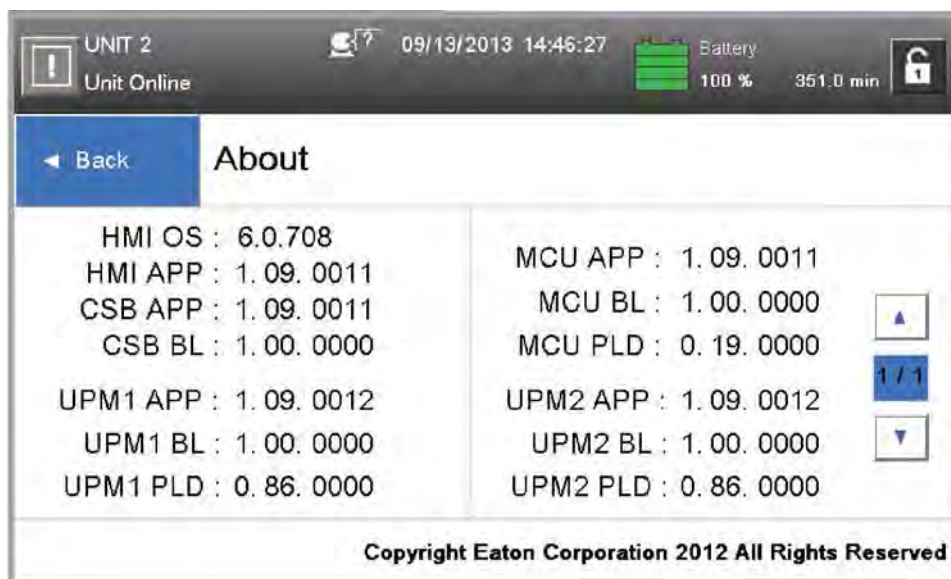 UNIT 2
Unit Online
?
09/13/2013 14:46:27
Battery
100 % 351.0 min
1
◄ Back
About
HMI OS : 6.0.708
HMI APP : 1. 09. 0011
CSB APP : 1. 09. 0011
CSB BL : 1. 00. 0000
UPM1 APP : 1. 09. 0012
UPM1 BL : 1. 00. 0000
UPM1 PLD : 0. 86. 0000
MCU APP : 1. 09. 0011
MCU BL : 1. 00. 0000
MCU PLD : 0. 19. 0000
UPM2 APP : 1. 09. 0012
UPM2 BL : 1. 00. 0000
UPM2 PLD : 0. 86. 0000
▲
1 / 1
▼
Copyright Eaton Corporation 2012 All Rights Reserved